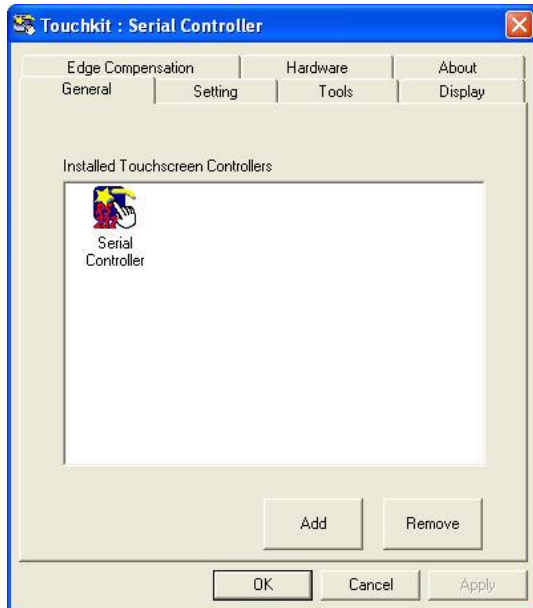 Touchkit : Serial Controller
Edge Compensation Hardware About
General Setting Tools Display
Installed Touchscreen Controllers
Serial
Controller
Add Remove
OK Cancel Apply